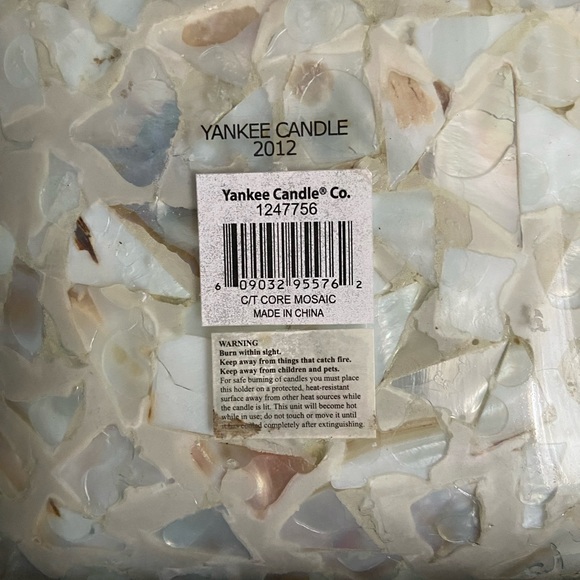 YANKEE CANDLE
2012
Yankee Candle® Co.
1247756
6 09032 95576 2
C/T CORE MOSAIC
MADE IN CHINA
WARNING
Burn within sight.
Keep away from things that catch fire.
Keep away from children and pets.
For safe burning of candles you must place
this holder on a protected, heat-resistant
surface away from other heat sources while
the candle is lit. This unit will become hot
while in use; do not touch or move it until
it has cooled completely after extinguishing.